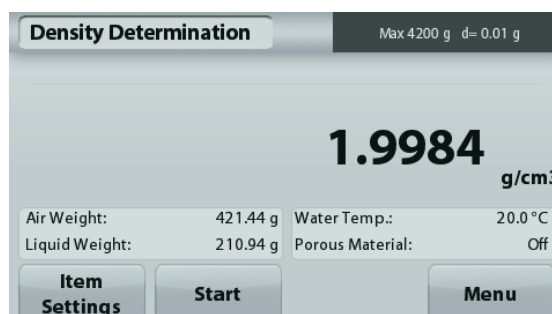 Density Determination
Max 4200 g d= 0.01 g
1.9984
g/cm3
Air Weight: 421.44 g Water Temp.: 20.0 °C
Liquid Weight: 210.94 g Porous Material: Off
Item Settings
Start
Menu